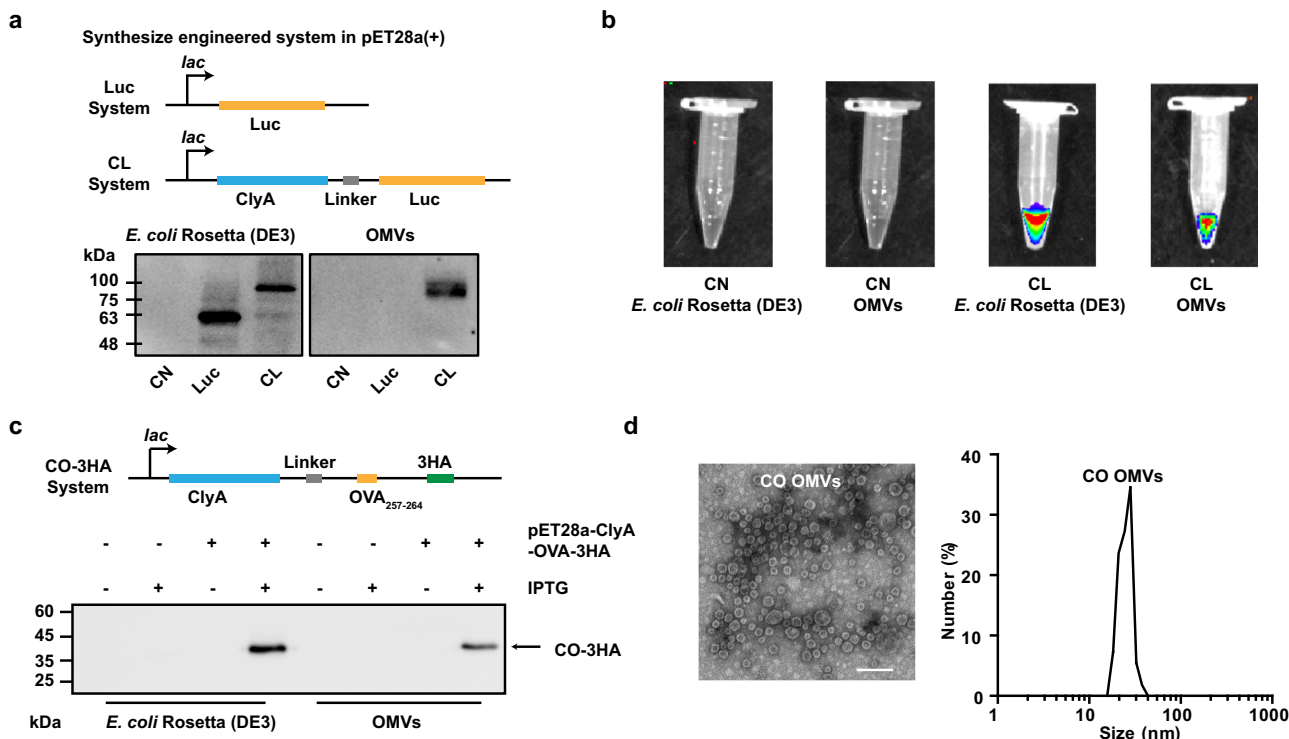 a
Synthesize engineered system in pET28a(+)
lac
Luc
System
Luc
lac
CL
System
ClyA Linker Luc
E. coli Rosetta (DE3) OMVs
kDa
100
75
63
48
CN Luc CL CN Luc CL
b
CN
E. coli Rosetta (DE3)
CN
OMVs
CL
E. coli Rosetta (DE3)
CL
OMVs
c
lac
CO-3HA
System
Linker 3HA
ClyA OVA257-264
- - + + - - + + pET28a-ClyA
-OVA-3HA
- + - + - + - + IPTG
60
45
35
25
CO-3HA
kDa E. coli Rosetta (DE3) OMVs
d
CO OMVs
CO OMVs
Number (%)
40
30
20
10
0
1 10 100 1000
Size (nm)